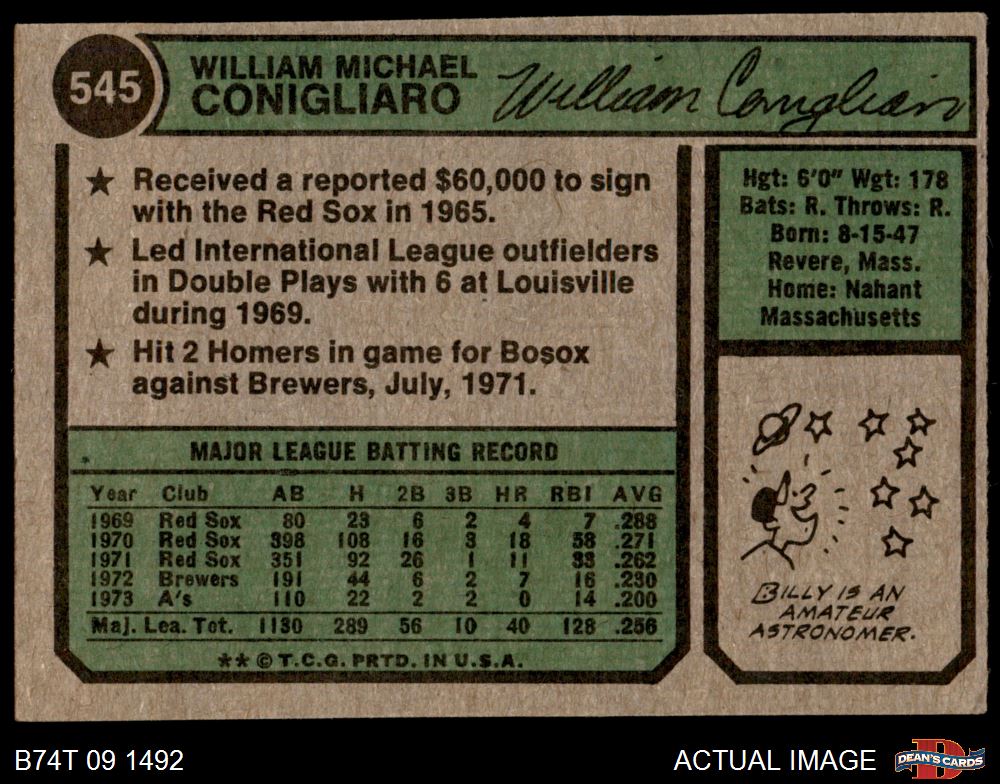 545
WILLIAM MICHAEL
CONIGLIARO
William Conigliaro
★ Received a reported $60,000 to sign
with the Red Sox in 1965.
★ Led International League outfielders
in Double Plays with 6 at Louisville
during 1969.
★ Hit 2 Homers in game for Bosox
against Brewers, July, 1971.
MAJOR LEAGUE BATTING RECORD
Year Club AB H 2B 3B HR RBI AVG
1969 Red Sox 80 23 6 2 4 7 .288
1970 Red Sox 398 108 16 3 18 58 .271
1971 Red Sox 351 92 26 1 11 33 .262
1972 Brewers 191 44 6 2 7 16 .230
1973 A's 110 22 2 2 0 14 .200
Maj. Lea. Tot. 1130 289 56 10 40 128 .256
★★ © T.C.G. PRTD. IN U.S.A.
Hgt: 6'0" Wgt: 178
Bats: R. Throws: R.
Born: 8-15-47
Revere, Mass.
Home: Nahant
Massachusetts
BILLY IS AN
AMATEUR
ASTRONOMER.
B74T 09 1492
ACTUAL IMAGE
DEAN'S CARDS